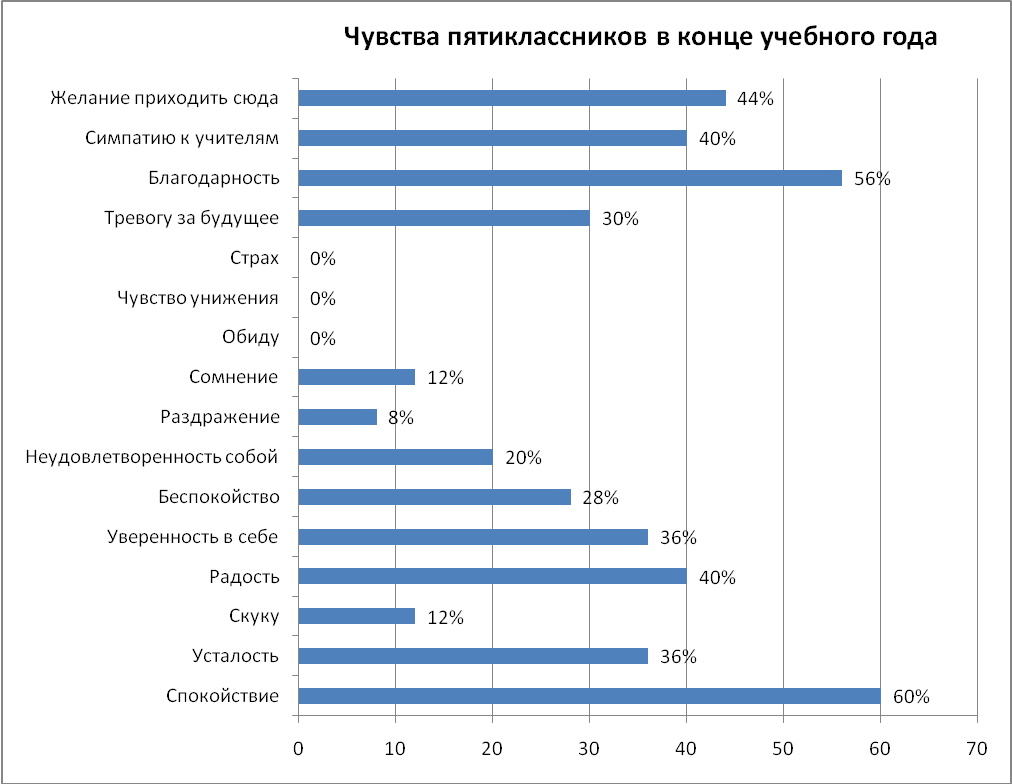 Чувства пятиклассников в конце учебного года
Желание приходить сюда 44%
Симпатию к учителям 40%
Благодарность 56%
Тревогу за будущее 30%
Страх 0%
Чувство унижения 0%
Обиду 0%
Сомнение 12%
Раздражение 8%
Неудовлетворенность собой 20%
Беспокойство 28%
Уверенность в себе 36%
Радость 40%
Скуку 12%
Усталость 36%
Спокойствие 60%
0 10 20 30 40 50 60 70